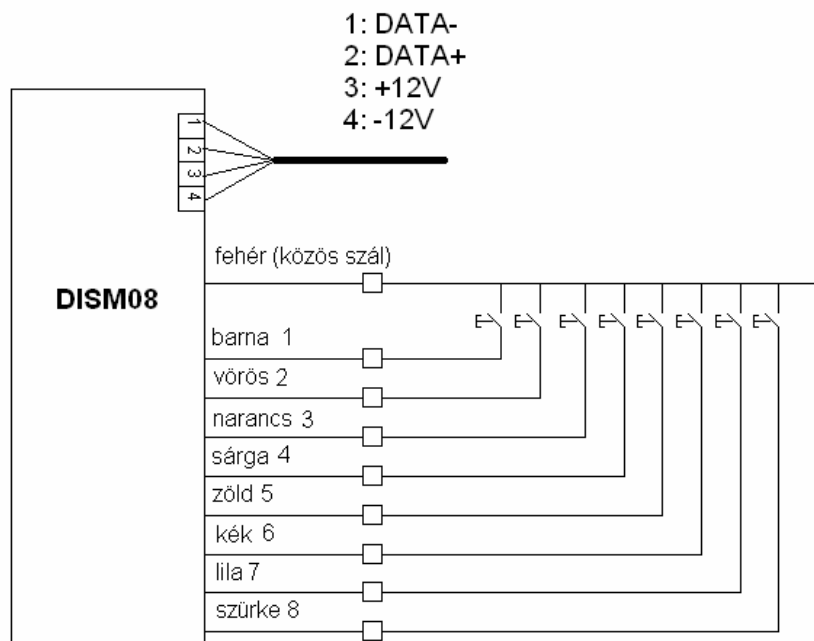 1: DATA-
2: DATA+
3: +12V
4: -12V
1
2
3
4
fehér (közös szál)
DISM08
barna 1
vörös 2
narancs 3
sárga 4
zöld 5
kék 6
lila 7
szürke 8